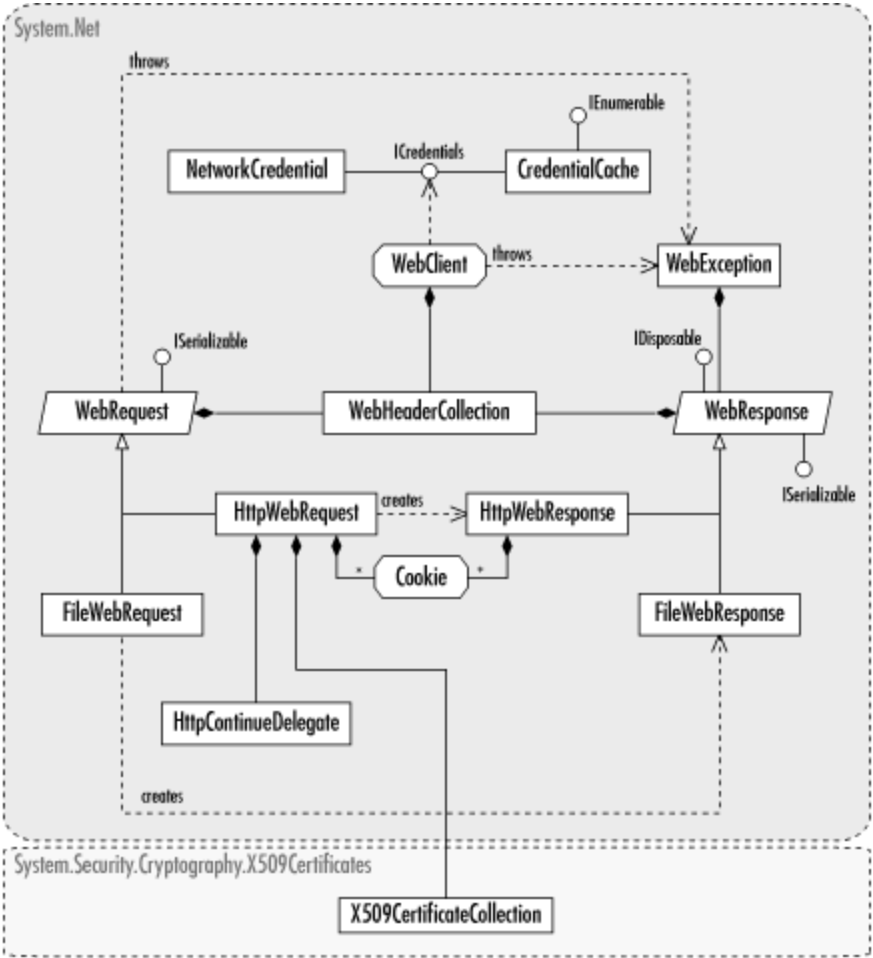 System.Net
throws
IEnumerable
ICredentials
NetworkCredential
CredentialCache
WebClient
throws
WebException
ISerializable
IDisposable
WebRequest
WebHeaderCollection
WebResponse
ISerializable
HttpWebRequest
creates
HttpWebResponse
*
Cookie
*
FileWebRequest
FileWebResponse
HttpContinueDelegate
creates
System.Security.Cryptography.X509Certificates
X509CertificateCollection